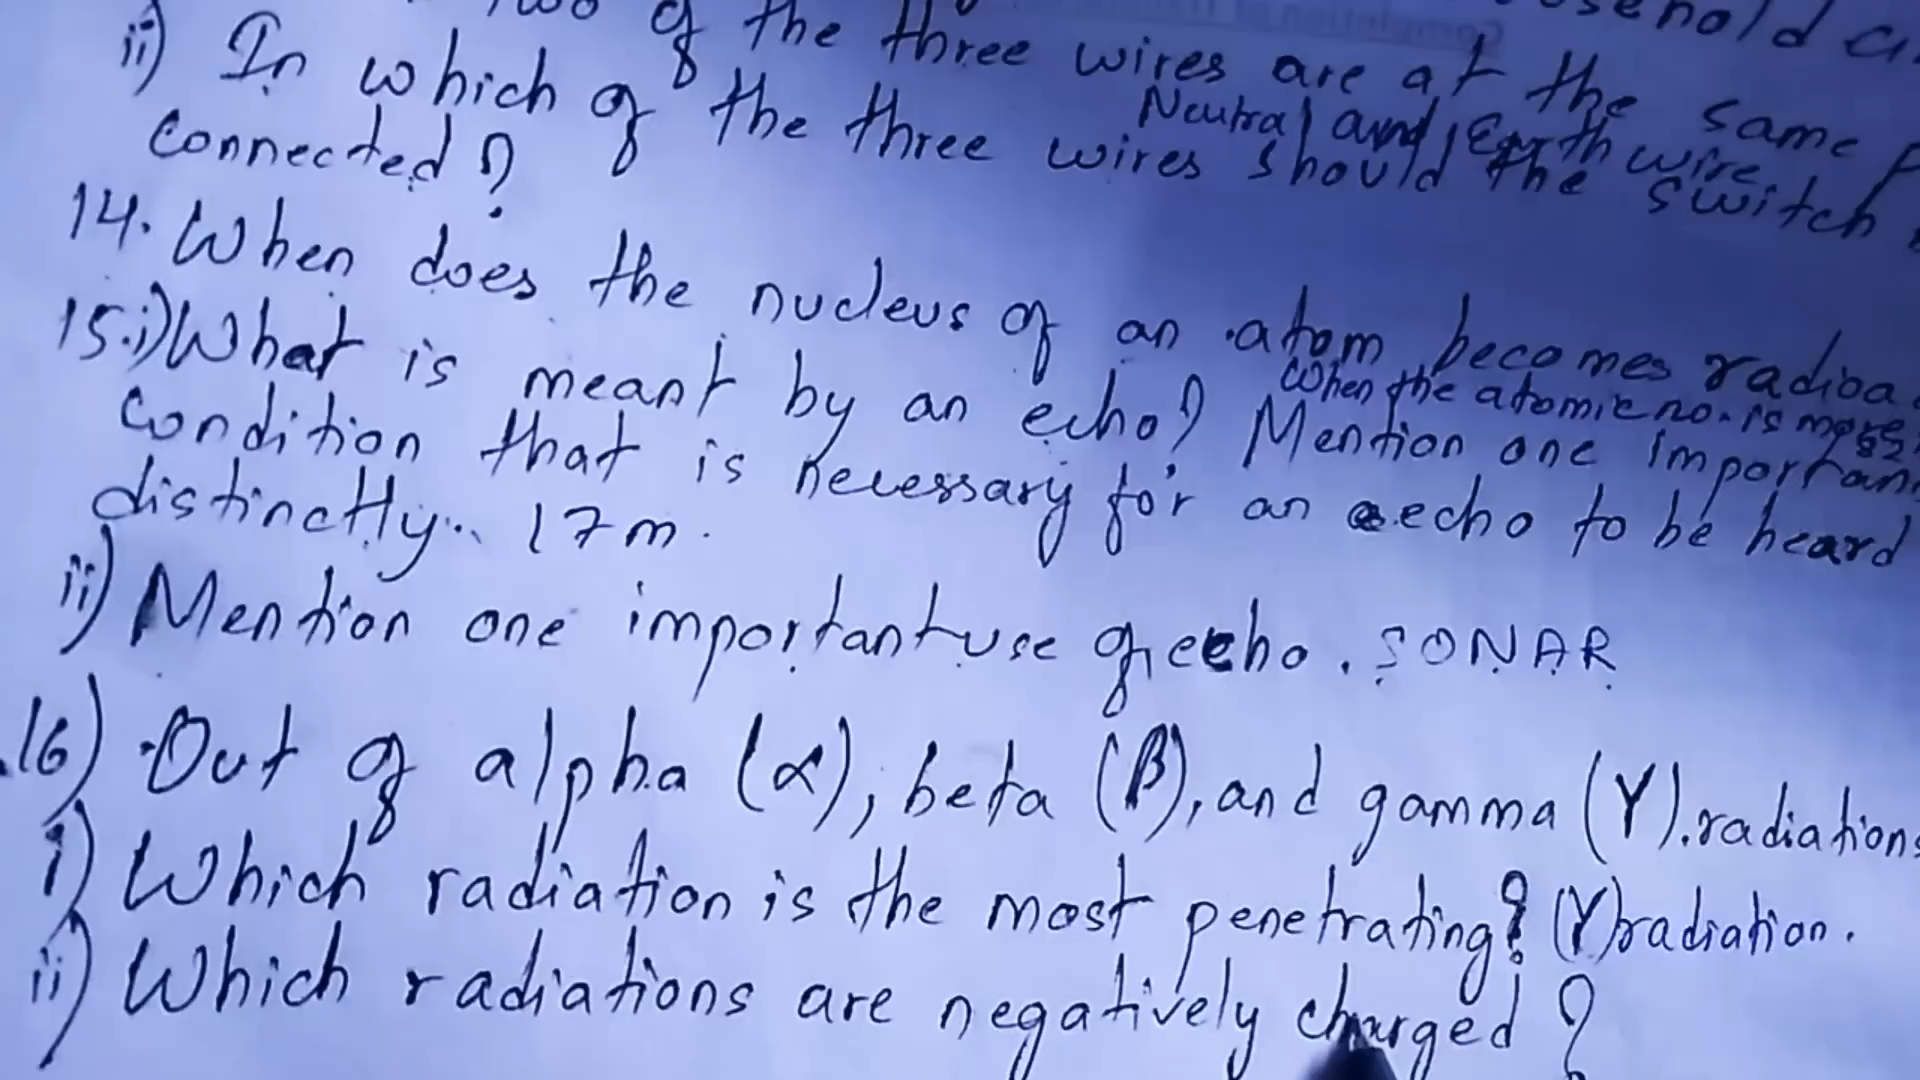 of the three wires are at the same
Neutral and Earth wire
ii) In which of the three wires should the switch
connected?
14. When does the nucleus of an atom becomes radioa
When the atomic no. is more
82
15.i) What is meant by an echo? Mention one importan
condition that is necessary for an echo to be heard
distinctly. 17m.
ii) Mention one important use of echo. SONAR
16) Out of alpha (α), beta (β), and gamma (γ) radiations
i) Which radiation is the most penetrating? (γ) radiation.
ii) Which radiations are negatively charged?